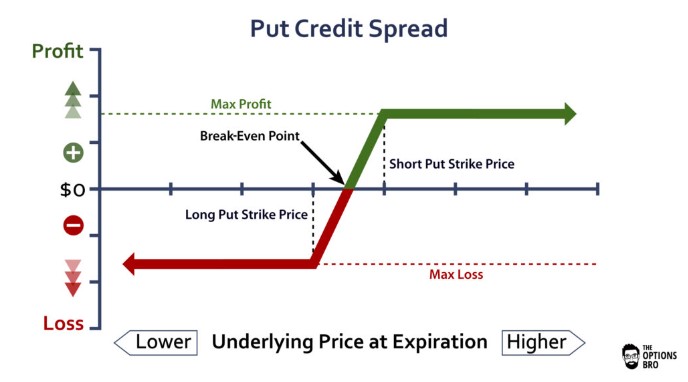 Put Credit Spread
Profit
Max Profit
Break-Even Point
Short Put Strike Price
$0
Long Put Strike Price
Max Loss
Loss
Lower
Underlying Price at Expiration
Higher
THE
OPTIONS
BRO